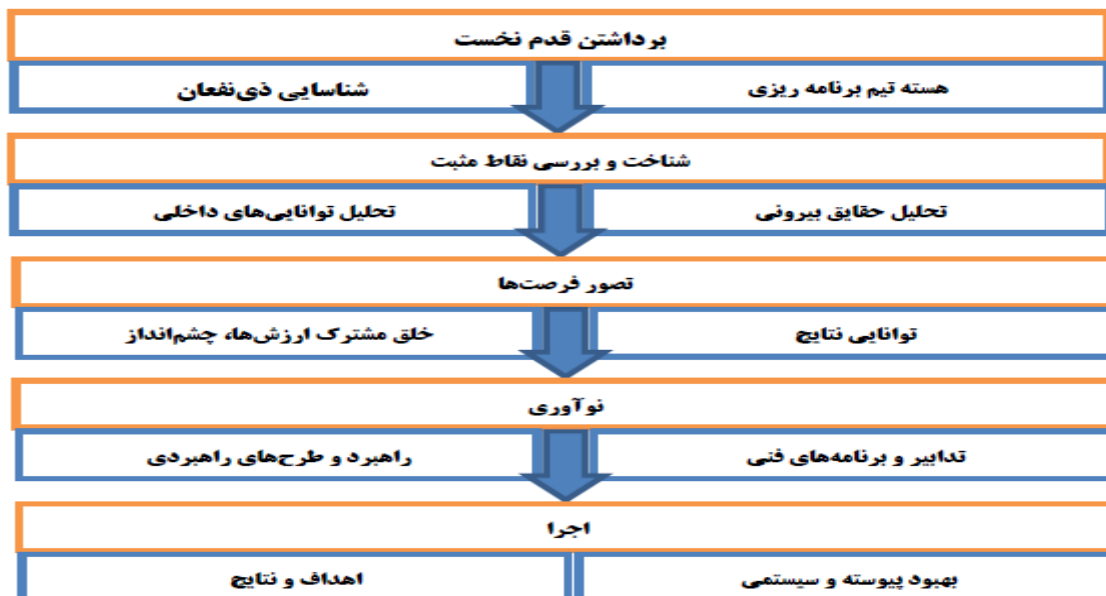 برداشتن قدم نخست
هسته تیم برنامه ریزی
شناسایی ذی‌نفعان
شناخت و بررسی نقاط مثبت
تحلیل حقایق بیرونی
تحلیل توانایی‌های داخلی
تصور فرصت‌ها
توانایی نتایج
خلق مشترک ارزش‌ها، چشم‌انداز
نوآوری
تدابیر و برنامه‌های فنی
راهبرد و طرح‌های راهبردی
اجرا
بهبود پیوسته و سیستمی
اهداف و نتایج